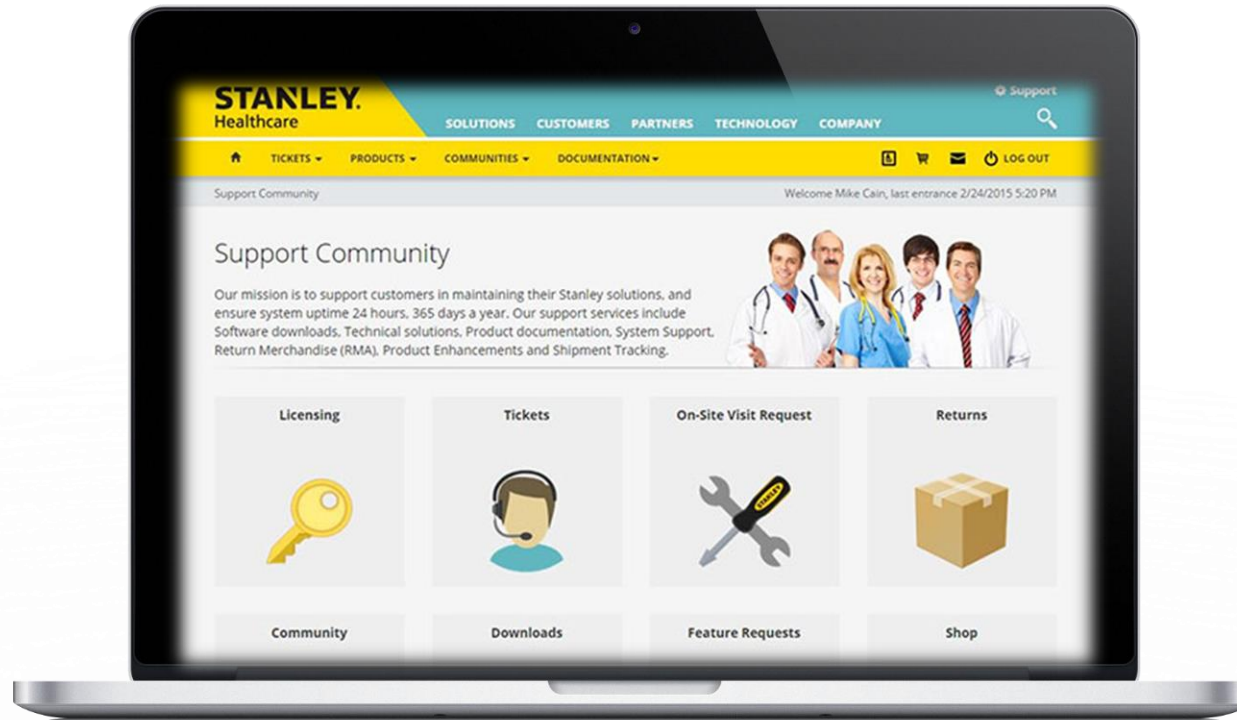 STANLEY.
Healthcare
Support
SOLUTIONS CUSTOMERS PARTNERS TECHNOLOGY COMPANY
TICKETS PRODUCTS COMMUNITIES DOCUMENTATION LOG OUT
Support Community Welcome Mike Cain, last entrance 2/24/2015 5:20 PM
Support Community
Our mission is to support customers in maintaining their Stanley solutions, and
ensure system uptime 24 hours, 365 days a year. Our support services include
Software downloads, Technical solutions, Product documentation, System Support,
Return Merchandise (RMA), Product Enhancements and Shipment Tracking.
Licensing Tickets On-Site Visit Request Returns
STANLEY
Community Downloads Feature Requests Shop